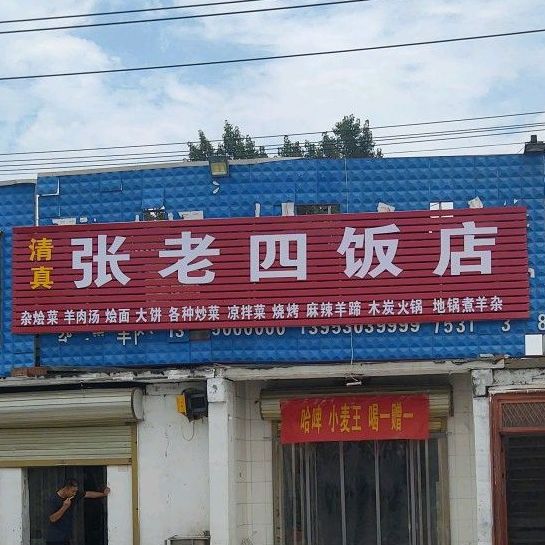 清真
张老四饭店
杂烩菜 羊肉汤 烩面 大饼 各种炒菜 凉拌菜 烧烤 麻辣羊蹄 木炭火锅 地锅煮羊杂
13953039999
哈啤 小麦王 喝一赠一